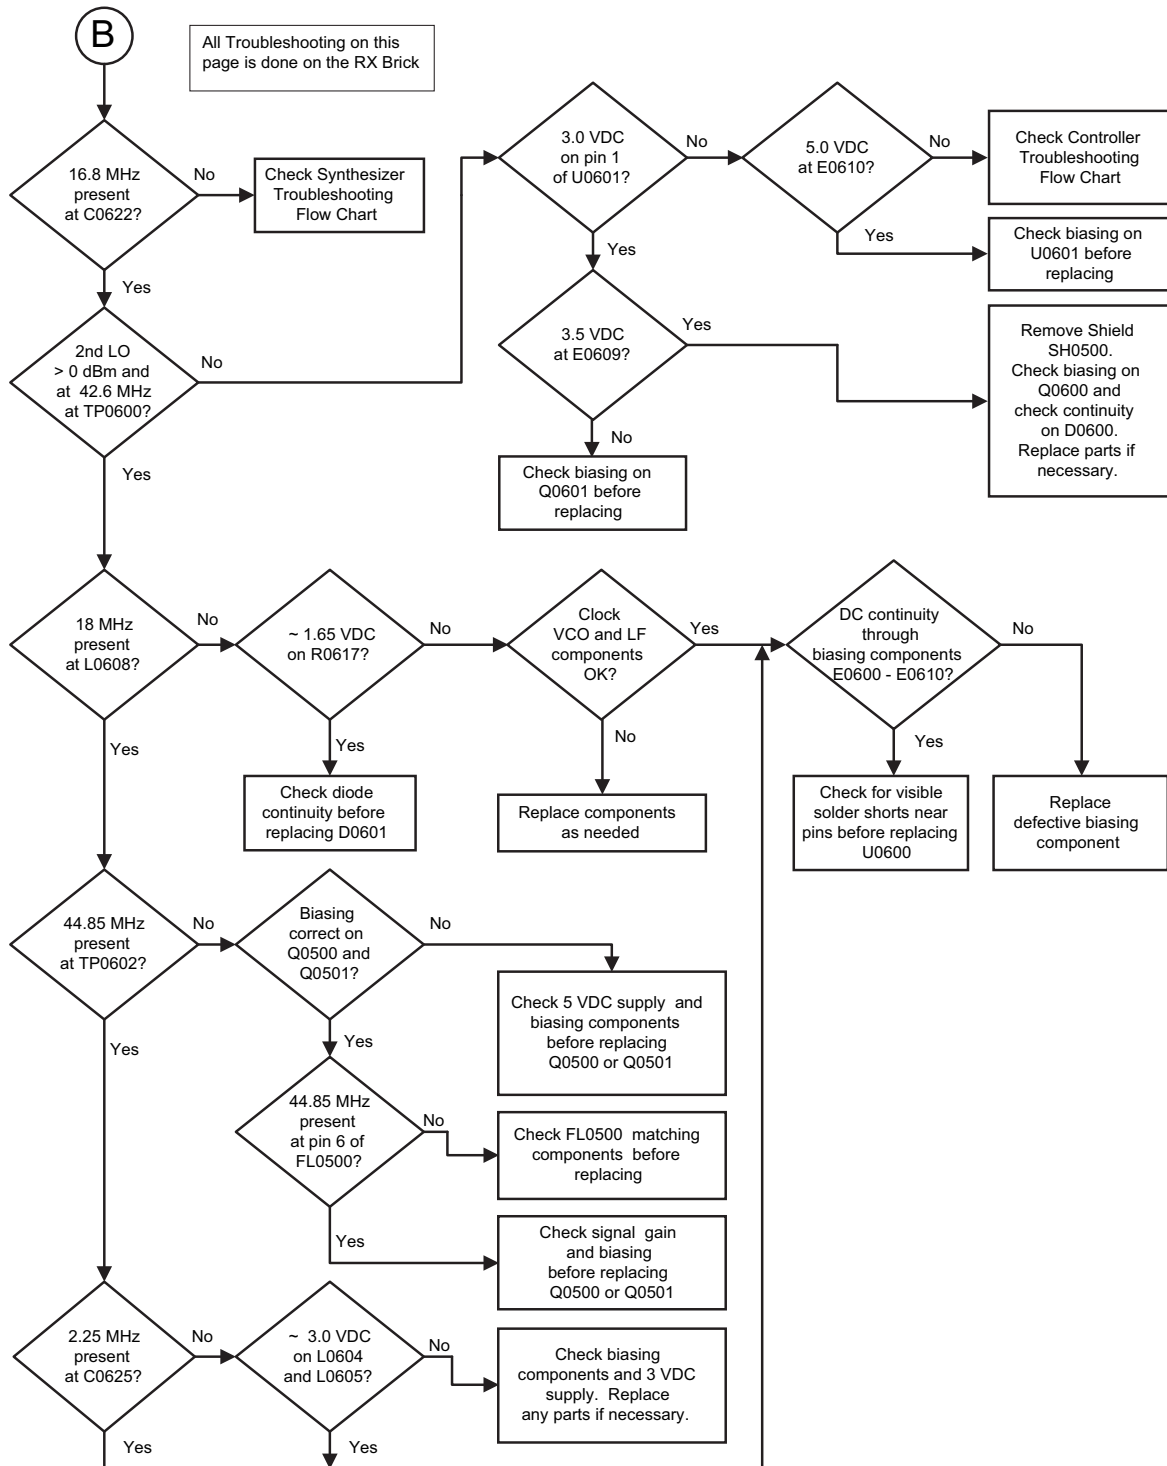 B
All Troubleshooting on this
page is done on the RX Brick
16.8 MHz
present
at C0622?
No
Check Synthesizer
Troubleshooting
Flow Chart
Yes
3.0 VDC
on pin 1
of U0601?
No
5.0 VDC
at E0610?
No
Check Controller
Troubleshooting
Flow Chart
Yes
Check biasing on
U0601 before
replacing
Yes
3.5 VDC
at E0609?
Yes
Remove Shield
SH0500.
Check biasing on
Q0600 and
check continuity
on D0600.
Replace parts if
necessary.
No
Check biasing on
Q0601 before
replacing
2nd LO
> 0 dBm and
at 42.6 MHz
at TP0600?
No
Yes
18 MHz
present
at L0608?
No
~ 1.65 VDC
on R0617?
No
Clock
VCO and LF
components
OK?
Yes
DC continuity
through
biasing components
E0600 - E0610?
No
Yes
Yes
Check diode
continuity before
replacing D0601
No
Replace components
as needed
Yes
Check for visible
solder shorts near
pins before replacing
U0600
Replace
defective biasing
component
44.85 MHz
present
at TP0602?
No
Biasing
correct on
Q0500 and
Q0501?
No
Check 5 VDC supply and
biasing components
before replacing
Q0500 or Q0501
Yes
Yes
44.85 MHz
present
at pin 6 of
FL0500?
No
Check FL0500 matching
components before
replacing
Yes
Check signal gain
and biasing
before replacing
Q0500 or Q0501
2.25 MHz
present
at C0625?
No
~ 3.0 VDC
on L0604
and L0605?
No
Check biasing
components and 3 VDC
supply. Replace
any parts if necessary.
Yes
Yes